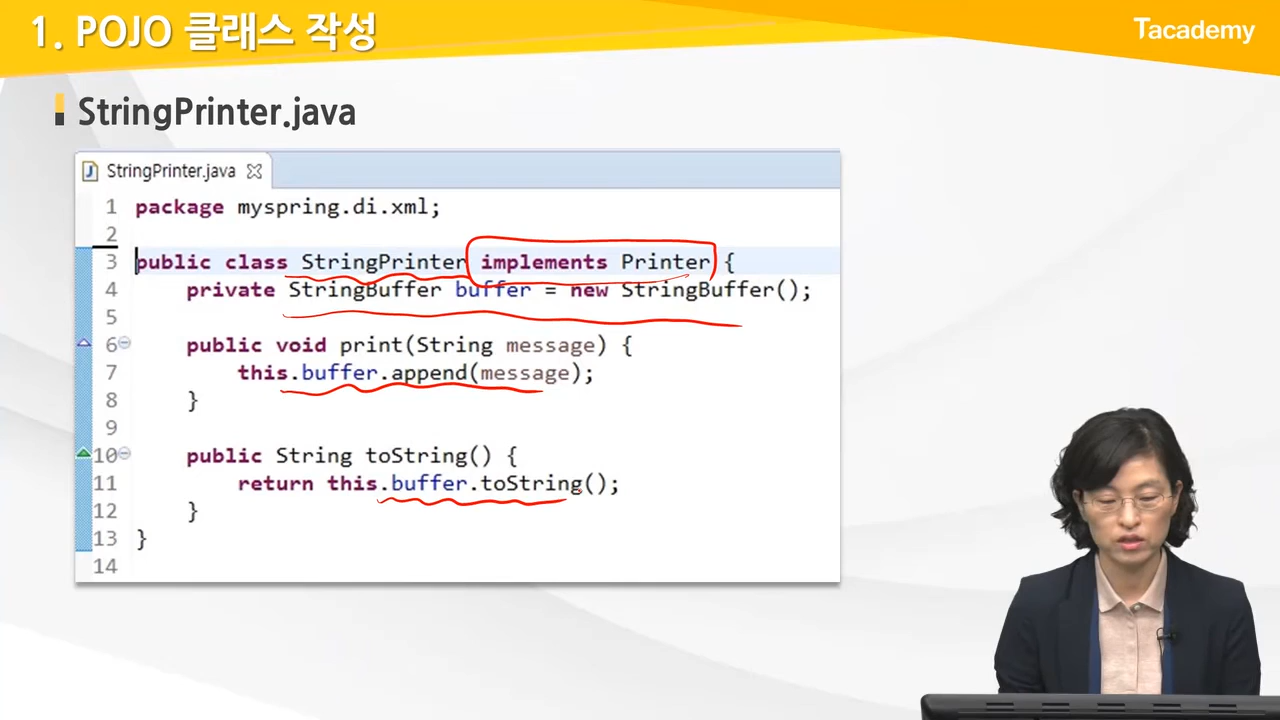 1. POJO 클래스 작성
Tacademy
StringPrinter.java
StringPrinter.java
1 package myspring.di.xml;
2
3 public class StringPrinter implements Printer {
4 private StringBuffer buffer = new StringBuffer();
5
6 public void print(String message) {
7 this.buffer.append(message);
8 }
9
10 public String toString() {
11 return this.buffer.toString();
12 }
13 }
14